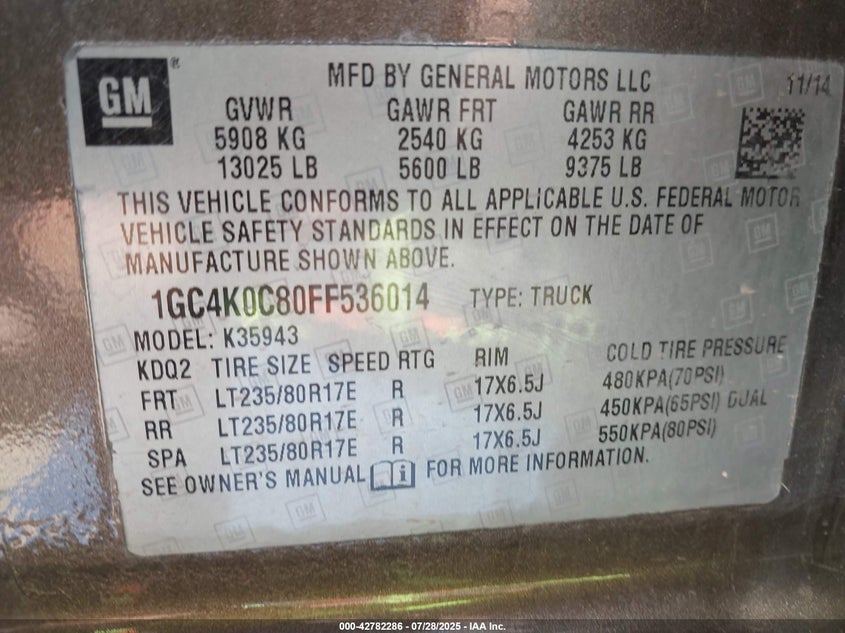 GM®
MFD BY GENERAL MOTORS LLC 11/14
GVWR GAWR FRT GAWR RR
5908 KG 2540 KG 4253 KG
13025 LB 5600 LB 9375 LB
THIS VEHICLE CONFORMS TO ALL APPLICABLE U.S. FEDERAL MOTOR
VEHICLE SAFETY STANDARDS IN EFFECT ON THE DATE OF
MANUFACTURE SHOWN ABOVE.
1GC4K0C80FF536014 TYPE: TRUCK
MODEL: K35943
KDQ2 TIRE SIZE SPEED RTG RIM COLD TIRE PRESSURE
FRT LT235/80R17E R 17X6.5J 480KPA(70PSI)
RR LT235/80R17E R 17X6.5J 450KPA(65PSI) DUAL
SPA LT235/80R17E R 17X6.5J 550KPA(80PSI)
SEE OWNER'S MANUAL i FOR MORE INFORMATION.
000-42782286 - 07/28/2025 - IAA Inc.